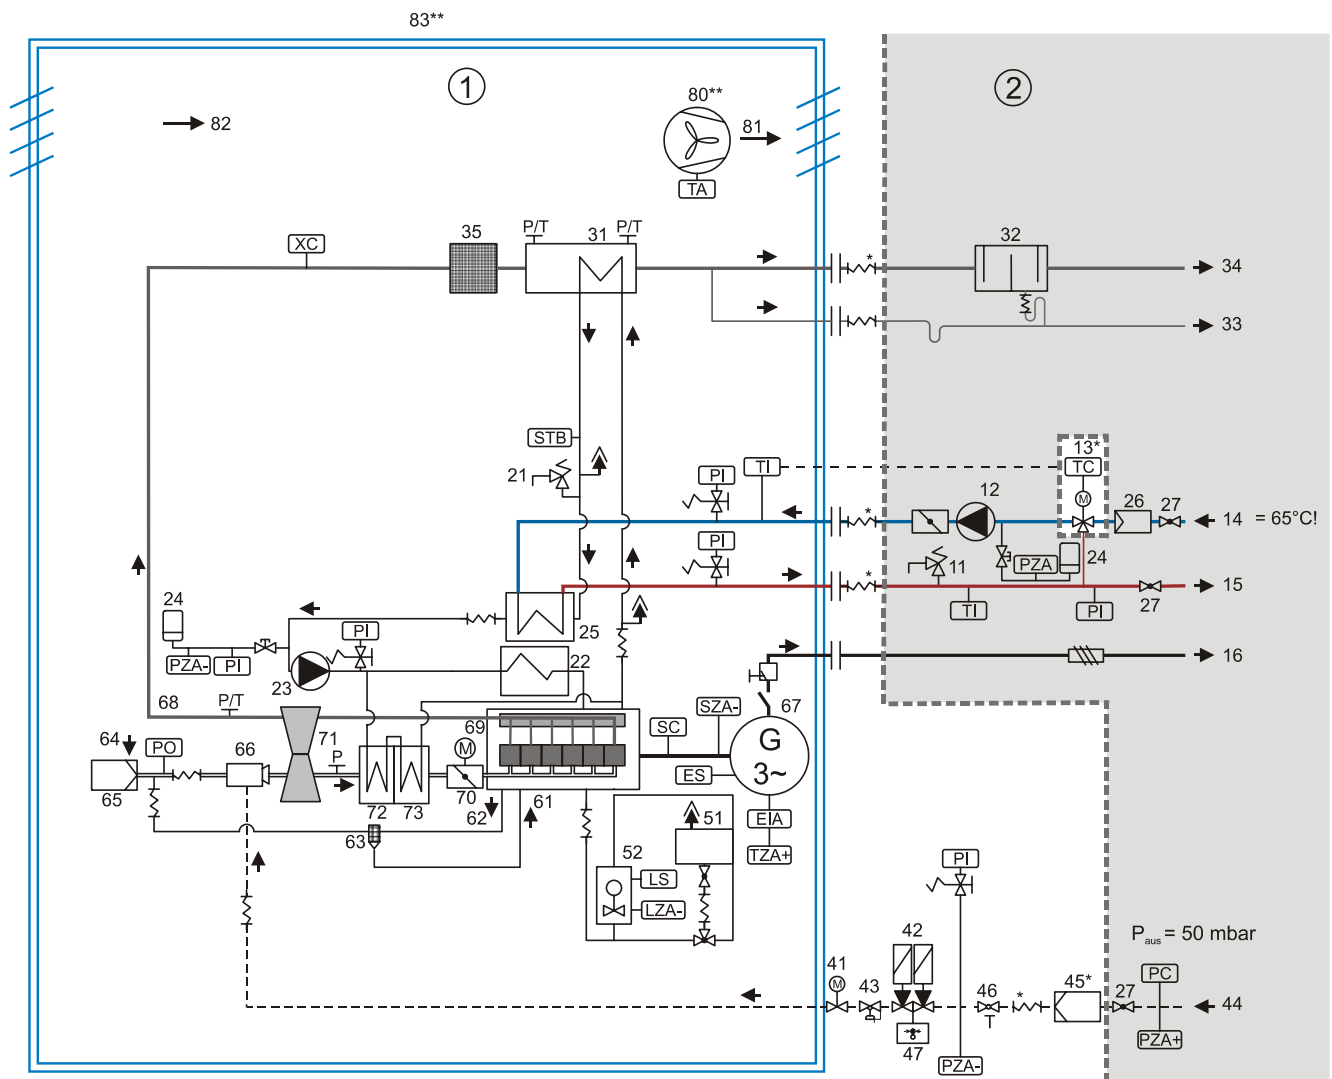 83**
1
2
80**
82
81
TA
XC
35
P/T
31
P/T
32
34
33
STB
21
PI
TI
13*
TC
M
12
26
27
14 = 65°C!
PI
11
PZA
24
15
TI
PI
27
24
PI
25
PZA-
PI
23
22
16
68
P/T
SZA-
67
SC
G
3~
69
M
64
PO
66
71
P
ES
65
72
73
70
62
61
63
EIA
TZA+
51
52
LS
LZA-
PI
P aus = 50 mbar
42
41
M
43
46
*
45*
27
PC
44
47
PZA-
PZA+
*
*
*